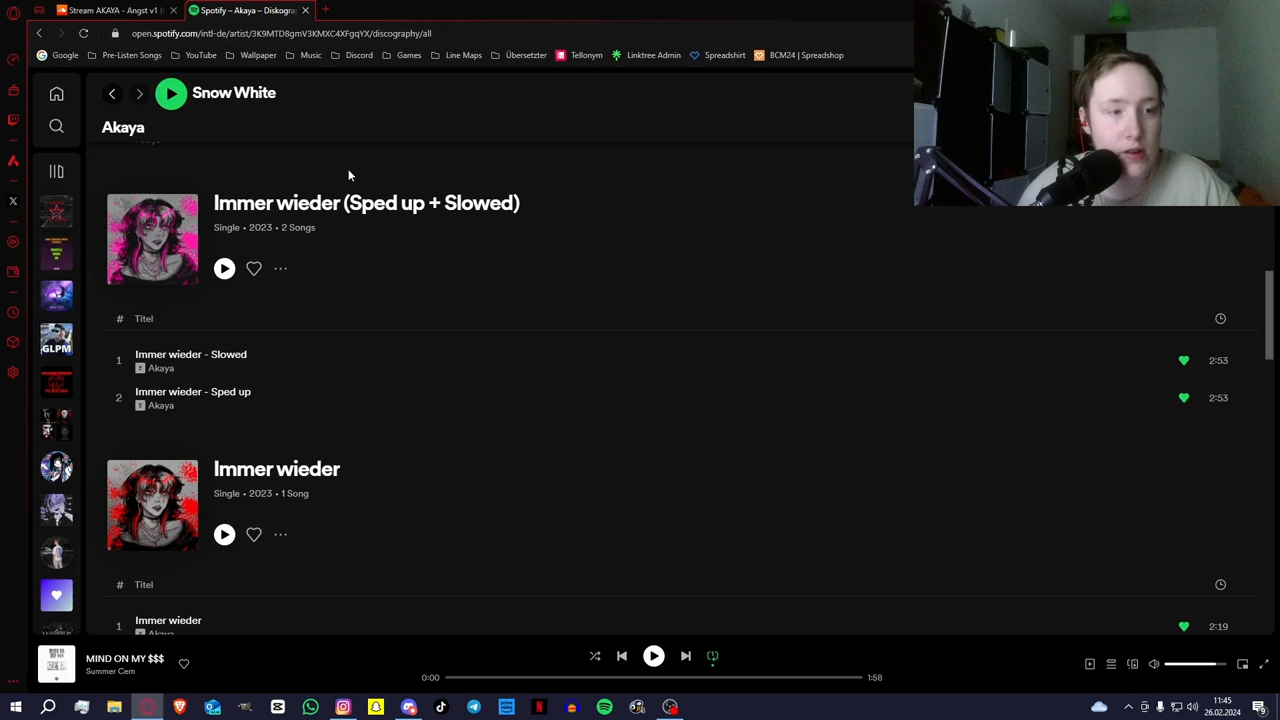 Stream AKAYA - Angst v1 (
Spotify – Akaya – Diskogra
open.spotify.com/intl-de/artist/3K9MTD8gmV3KMXC4XFgqYX/discography/all
Google
Pre-Listen Songs
YouTube
Wallpaper
Music
Discord
Games
Line Maps
Übersetzter
Tellonym
Linktree Admin
Spreadshirt
BCM24 | Spreadshop
Snow White
Akaya
Immer wieder (Sped up + Slowed)
Single • 2023 • 2 Songs
# Titel
1 Immer wieder - Slowed 2:53
E Akaya
2 Immer wieder - Sped up 2:53
E Akaya
GLPM
Immer wieder
Single • 2023 • 1 Song
# Titel
1 Immer wieder 2:19
Akaya
MIND ON MY $$$
Summer Cem
0:00
1:58
11:45
26.02.2024